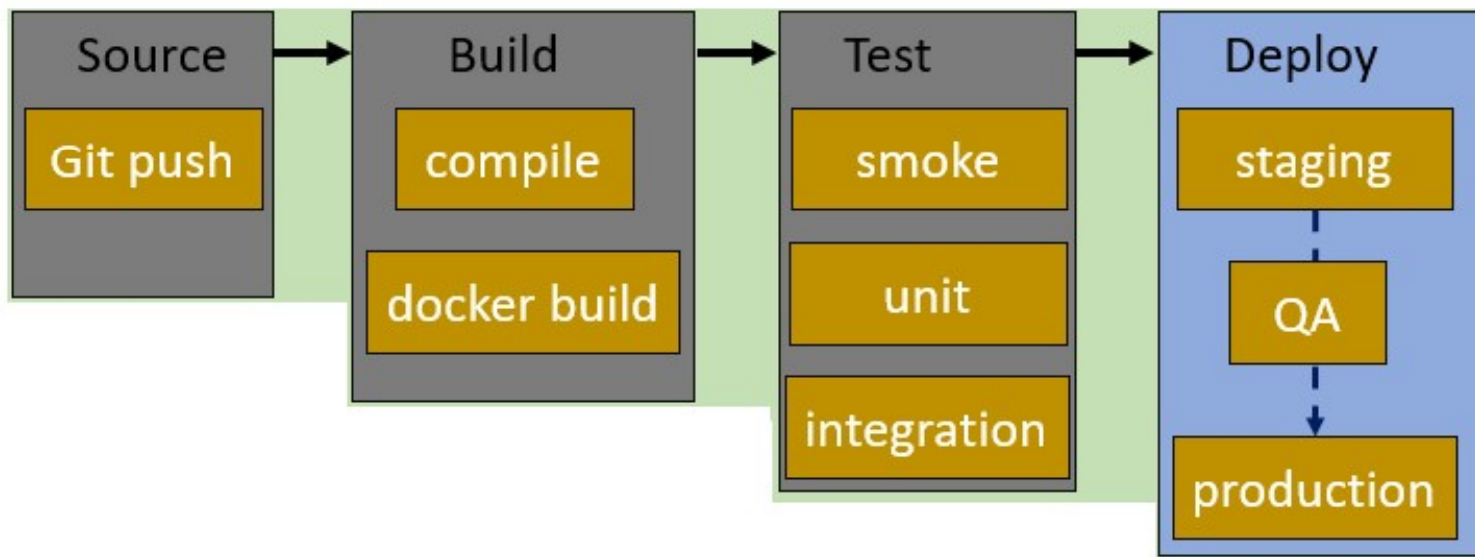 Source
Git push
Build
compile
docker build
Test
smoke
unit
integration
Deploy
staging
QA
production